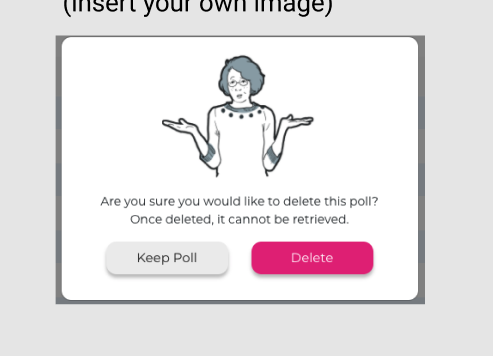 (insert your own image)
Are you sure you would like to delete this poll?
Once deleted, it cannot be retrieved.
Keep Poll
Delete